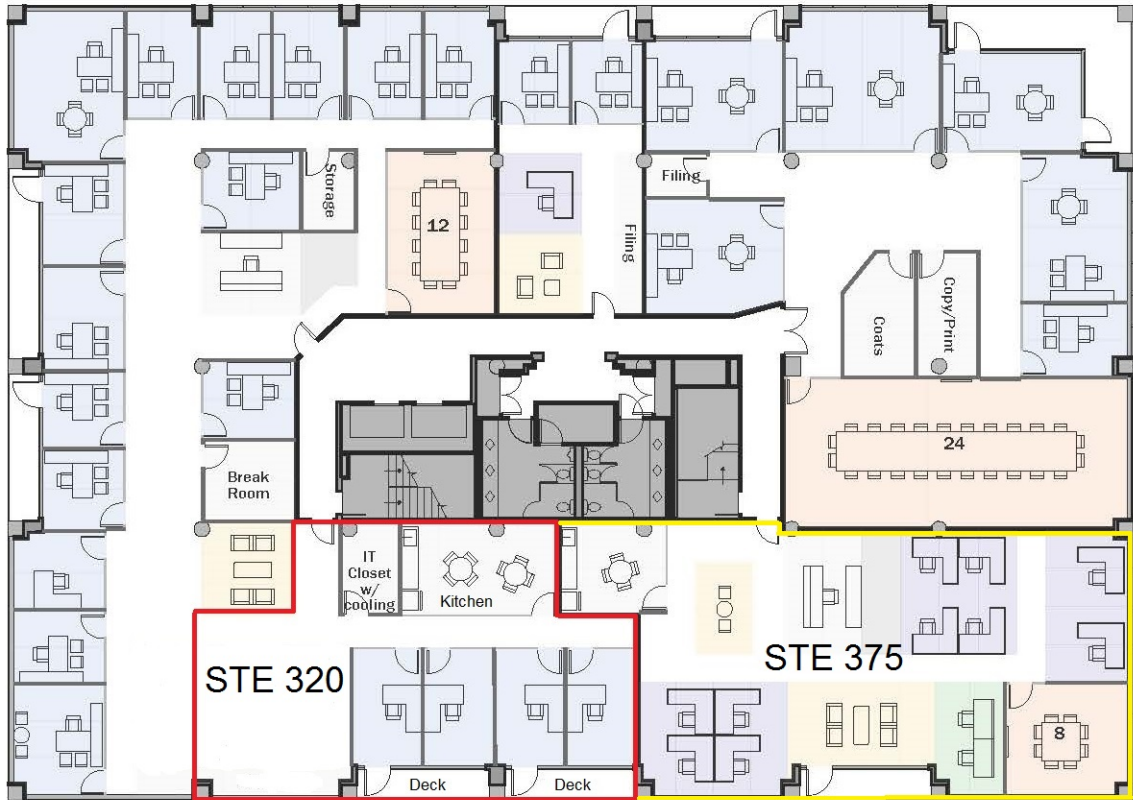 Storage
12
Filing
Filing
Coats
Copy/Print
24
Break
Room
IT
Closet
w/
cooling
Kitchen
STE 320
STE 375
8
Deck
Deck